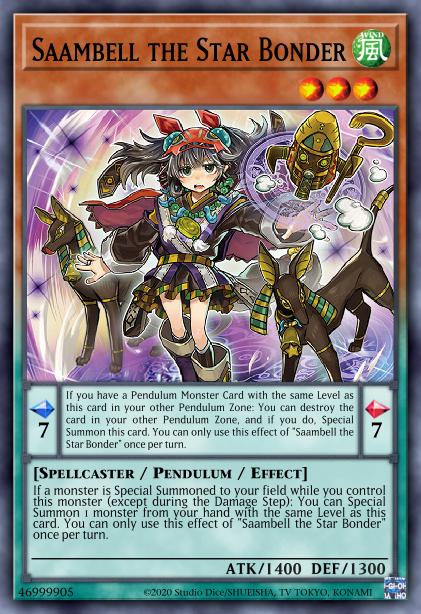 Saambell the Star Bonder
WIND
風
If you have a Pendulum Monster Card with the same Level as
this card in your other Pendulum Zone: You can destroy the
card in your other Pendulum Zone, and if you do, Special
Summon this card. You can only use this effect of "Saambell the
Star Bonder" once per turn.
7
7
[Spellcaster / Pendulum / Effect]
If a monster is Special Summoned to your field while you control
this monster (except during the Damage Step): You can Special
Summon 1 monster from your hand with the same Level as this
card. You can only use this effect of "Saambell the Star Bonder"
once per turn.
ATK/1400 DEF/1300
46999905
©2020 Studio Dice/SHUEISHA, TV TOKYO, KONAMI